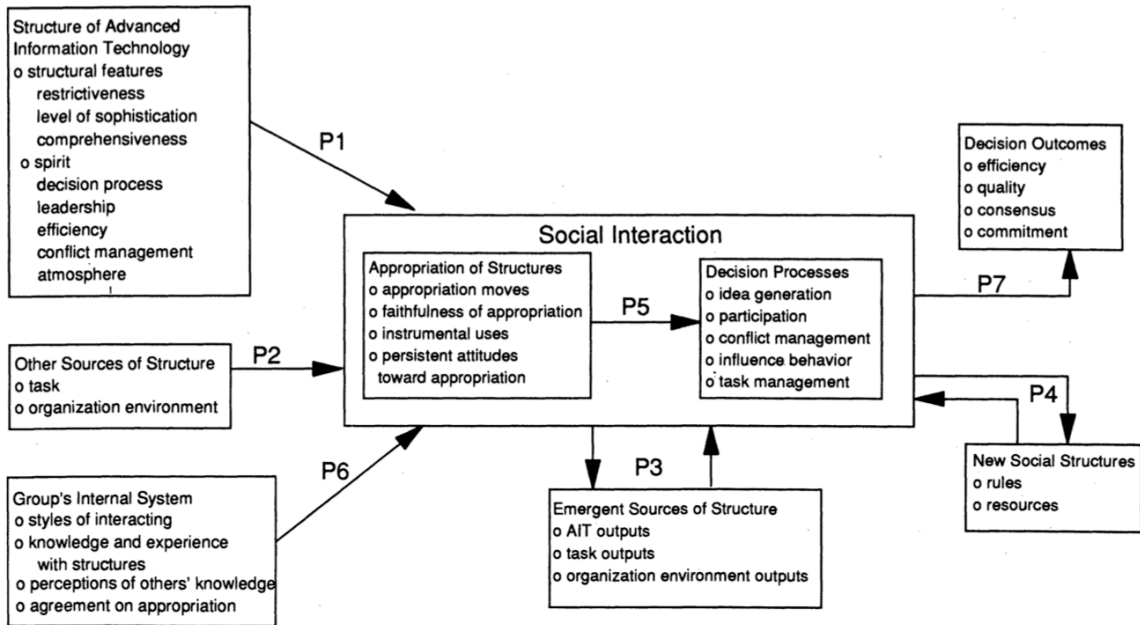 Structure of Advanced
Information Technology
o structural features
restrictiveness
level of sophistication
comprehensiveness
o spirit
decision process
leadership
efficiency
conflict management
atmosphere
P1
Other Sources of Structure
o task
o organization environment
P2
Group's Internal System
o styles of interacting
o knowledge and experience
with structures
o perceptions of others' knowledge
o agreement on appropriation
P6
Social Interaction
Appropriation of Structures
o appropriation moves
o faithfulness of appropriation
o instrumental uses
o persistent attitudes
toward appropriation
P5
Decision Processes
o idea generation
o participation
o conflict management
o influence behavior
o task management
P3
Emergent Sources of Structure
o AIT outputs
o task outputs
o organization environment outputs
Decision Outcomes
o efficiency
o quality
o consensus
o commitment
P7
P4
New Social Structures
o rules
o resources